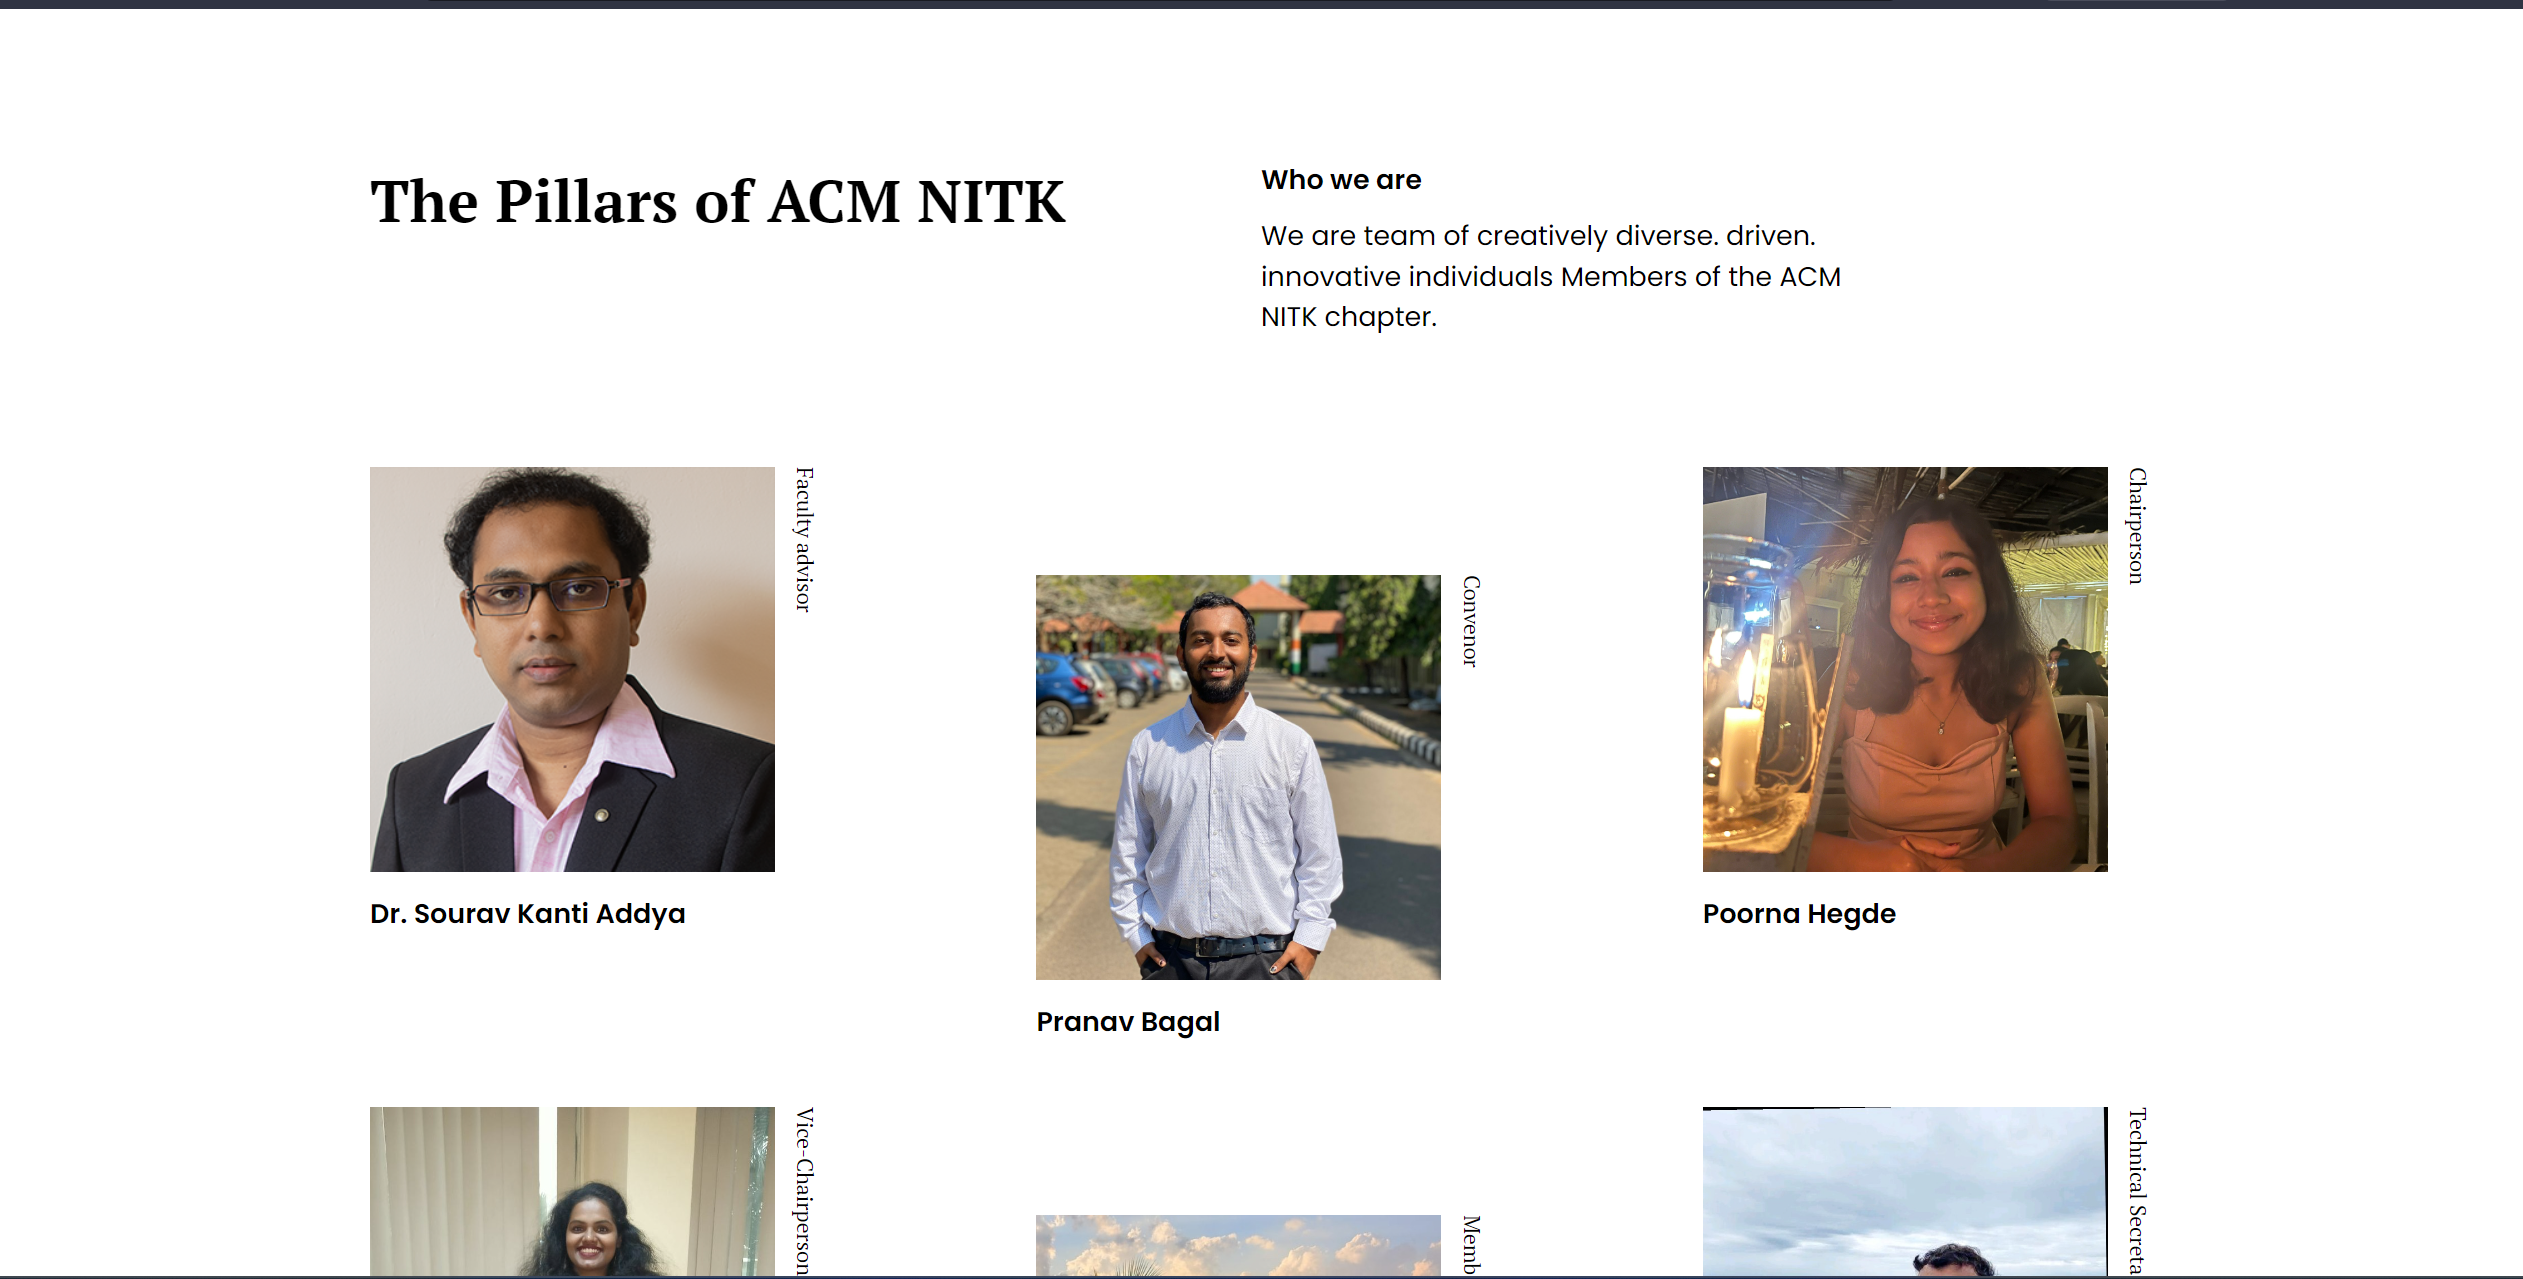 The Pillars of ACM NITK
Who we are
We are team of creatively diverse. driven.
innovative individuals Members of the ACM
NITK chapter.
Faculty advisor
Dr. Sourav Kanti Addya
Convenor
Pranav Bagal
Chairperson
Poorna Hegde
Vice-Chairperson
Memb
Technical Secreta